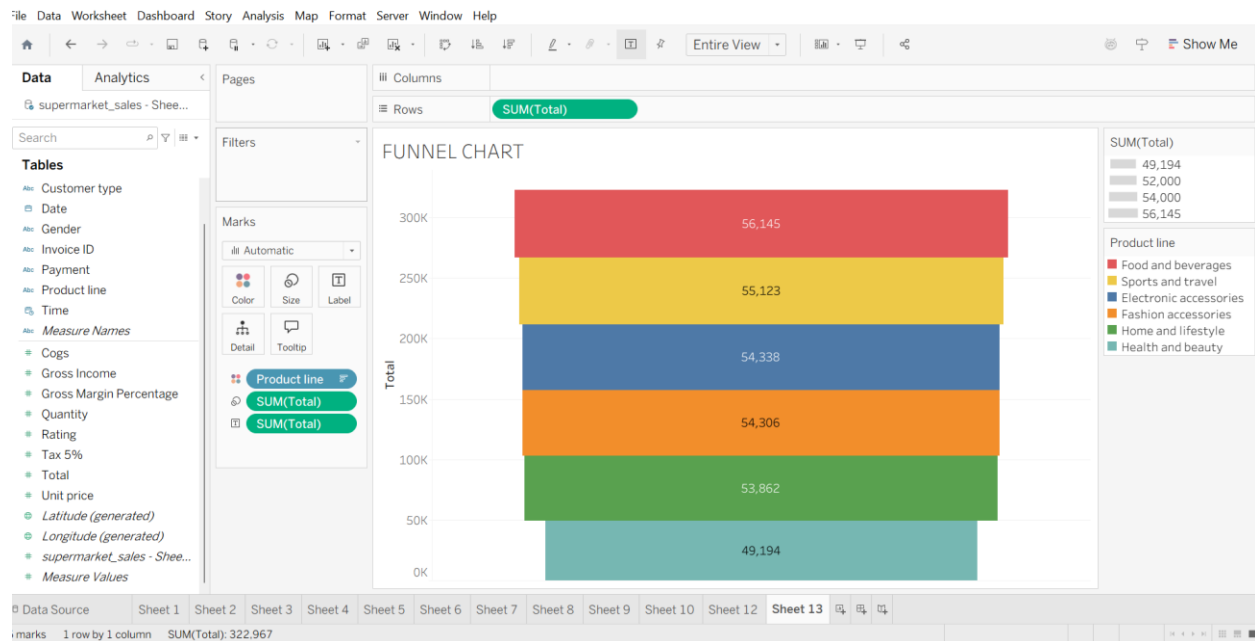 File Data Worksheet Dashboard Story Analysis Map Format Server Window Help
Entire View
Show Me
Data Analytics
supermarket_sales - Shee...
Search
Tables
Customer type
Date
Gender
Invoice ID
Payment
Product line
Time
Measure Names
Cogs
Gross Income
Gross Margin Percentage
Quantity
Rating
Tax 5%
Total
Unit price
Latitude (generated)
Longitude (generated)
supermarket_sales - Shee...
Measure Values
Pages
Filters
Marks
Automatic
Color Size Label
Detail Tooltip
Product line
SUM(Total)
SUM(Total)
Columns
Rows SUM(Total)
FUNNEL CHART
Total
300K
250K
200K
150K
100K
50K
0K
56,145
55,123
54,338
54,306
53,862
49,194
SUM(Total)
49,194
52,000
54,000
56,145
Product line
Food and beverages
Sports and travel
Electronic accessories
Fashion accessories
Home and lifestyle
Health and beauty
Data Source Sheet 1 Sheet 2 Sheet 3 Sheet 4 Sheet 5 Sheet 6 Sheet 7 Sheet 8 Sheet 9 Sheet 10 Sheet 12 Sheet 13
marks 1 row by 1 column SUM(Total): 322,967